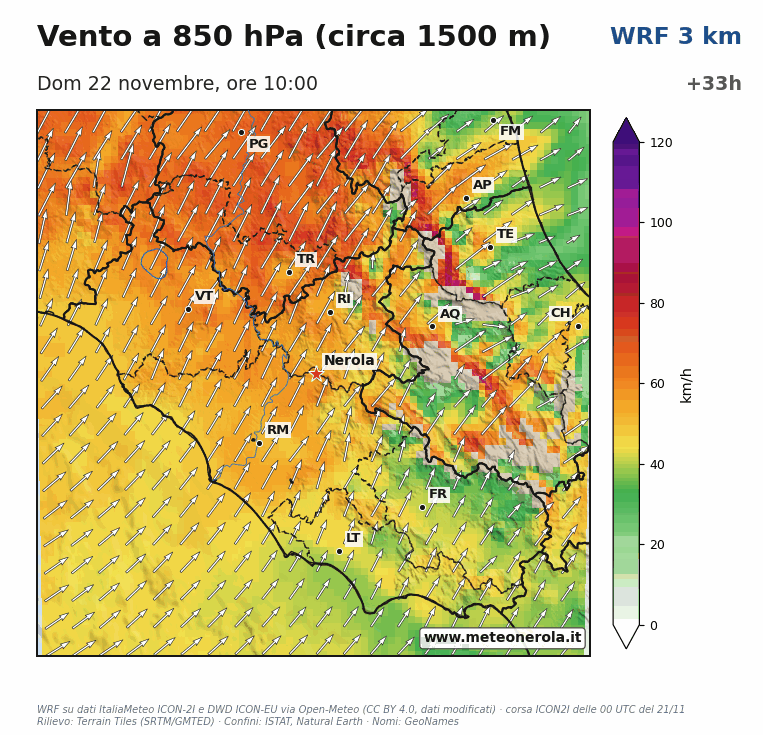 Vento a 850 hPa (circa 1500 m)
WRF 3 km
Dom 22 novembre, ore 10:00
+33h
PG
FM
AP
TE
TR
VT
RI
AQ
CH
Nerola
RM
FR
LT
www.meteonerola.it
120
100
80
60
40
20
0
km/h
WRF su dati ItaliaMeteo ICON-2I e DWD ICON-EU via Open-Meteo (CC BY 4.0, dati modificati) · corsa ICON2I delle 00 UTC del 21/11
Rilievo: Terrain Tiles (SRTM/GMTED) · Confini: ISTAT, Natural Earth · Nomi: GeoNames